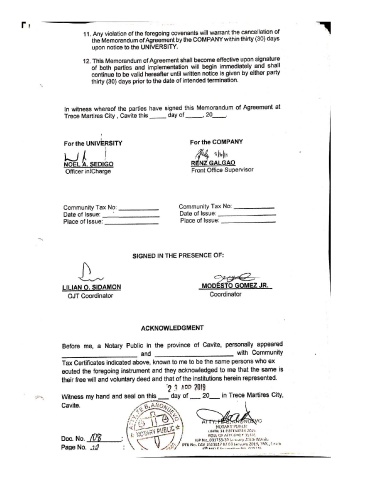 11. Any violation of the foregoing covenants will warrant the cancellation of
the Memorandum of Agreement by the COMPANY within thirty (30) days
upon notice to the UNIVERSITY.
12. This Memorandum of Agreement shall become effective upon signature
of both parties and implementation will begin immediately and shall
continue to be valid hereafter until written notice is given by either party
thirty (30) days prior to the date of intended termination.
In witness whereof the parties have signed this Memorandum of Agreement at
Trece Martires City , Cavite this _____ day of _____, 20____.
For the UNIVERSITY For the COMPANY
NOEL A. SEDIGO RENZ GALGAO
Officer in Charge Front Office Supervisor
Community Tax No: __________ Community Tax No: __________
Date of Issue: __________ Date of Issue: __________
Place of Issue: __________ Place of Issue: __________
SIGNED IN THE PRESENCE OF:
LILIAN O. SIDAMON MODESTO GOMEZ JR.
OJT Coordinator Coordinator
ACKNOWLEDGMENT
Before me, a Notary Public in the province of Cavite, personally appeared
__________ and __________ with Community
Tax Certificates indicated above, known to me to be the same persons who ex
ecuted the foregoing instrument and they acknowledged to me that the same is
their free will and voluntary deed and that of the institutions herein represented.
Witness my hand and seal on this ___ day of ___ 20___ in Trece Martires City,
Cavite.
NOTARY PUBLIC
NOTARY PUBLIC
Doc. No. ____;
Page No. ____;